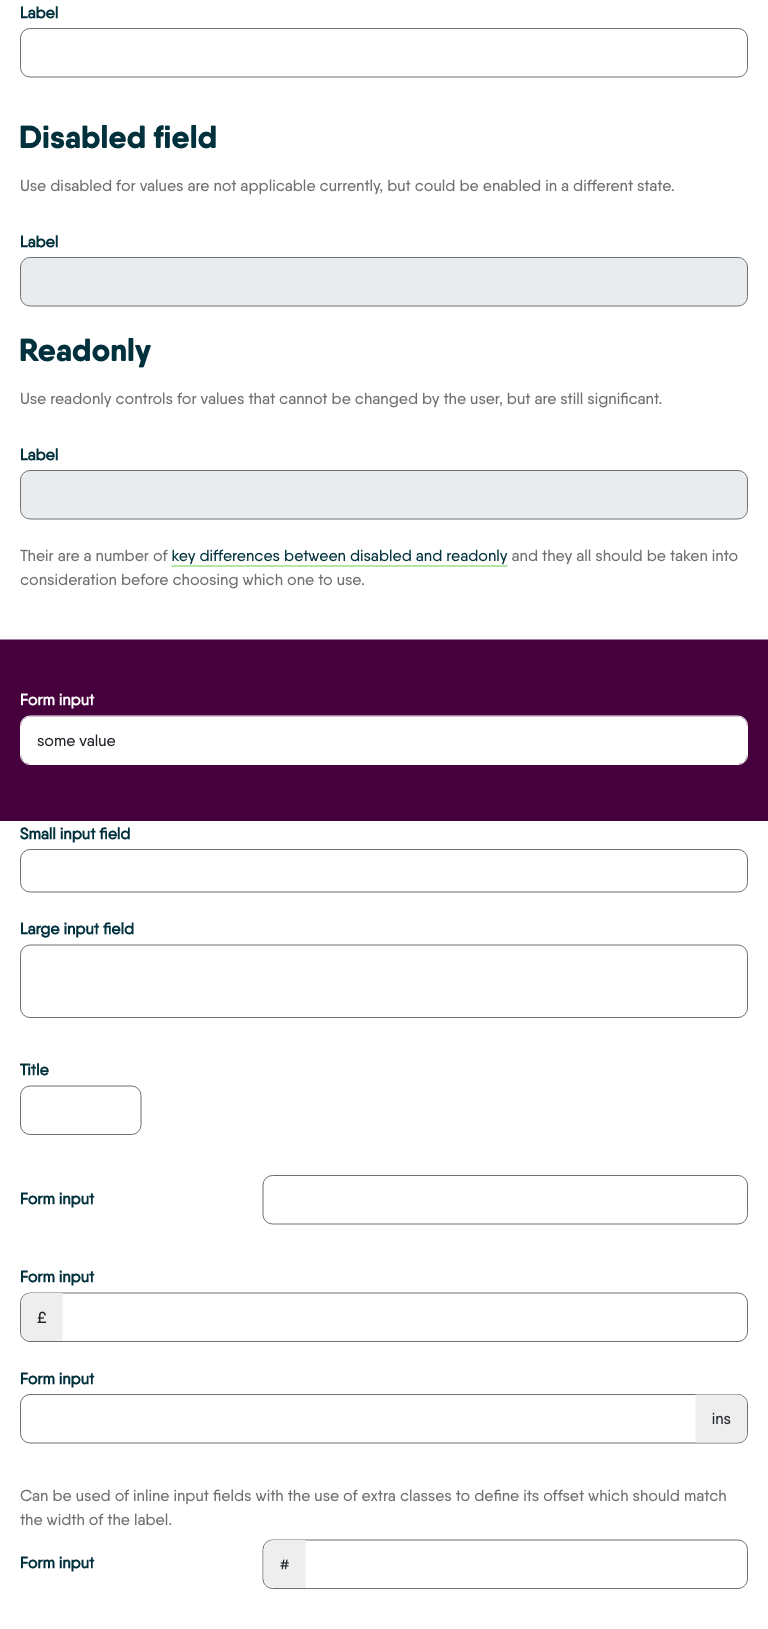 Label
Disabled field
Use disabled for values are not applicable currently, but could be enabled in a different state.
Label
Readonly
Use readonly controls for values that cannot be changed by the user, but are still significant.
Label
Their are a number of key differences between disabled and readonly and they all should be taken into
consideration before choosing which one to use.
Form input
some value
Small input field
Large input field
Title
Form input
Form input
£
Form input
ins
Can be used of inline input fields with the use of extra classes to define its offset which should match
the width of the label.
Form input #